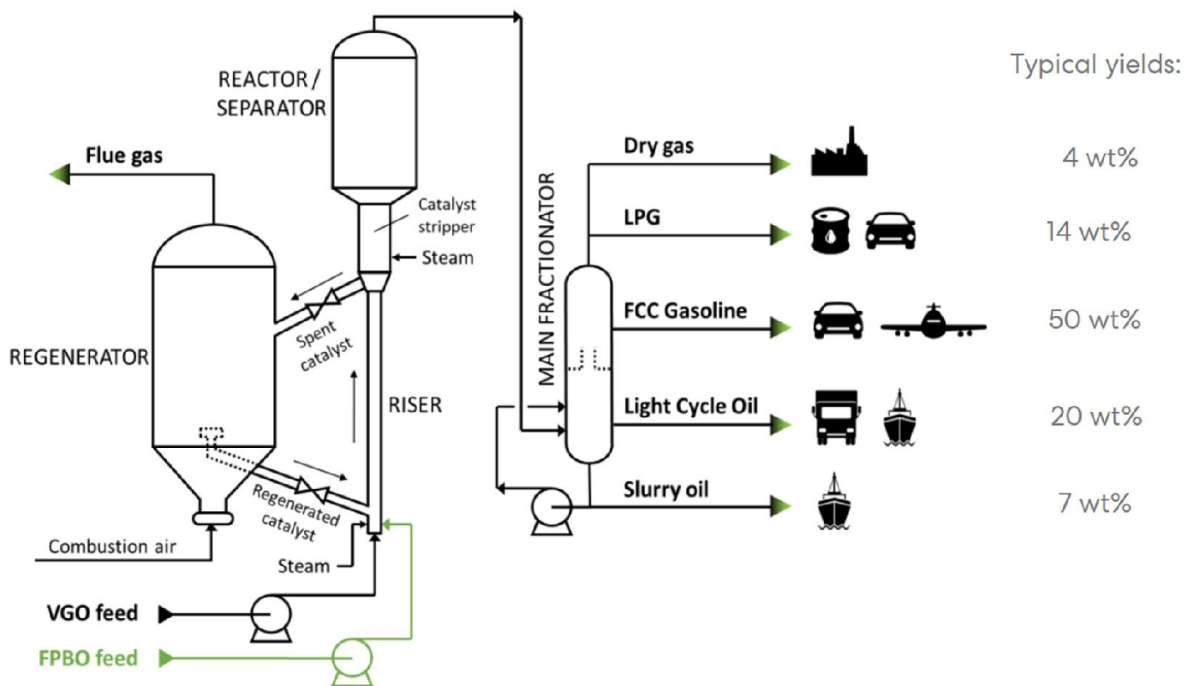 Typical yields:
REACTOR /
SEPARATOR
Flue gas
Catalyst
stripper
Steam
Spent
catalyst
REGENERATOR
RISER
Regenerated
catalyst
Combustion air
Steam
VGO feed
FPBO feed
MAIN FRACTIONATOR
Dry gas
4 wt%
LPG
14 wt%
FCC Gasoline
50 wt%
Light Cycle Oil
20 wt%
Slurry oil
7 wt%